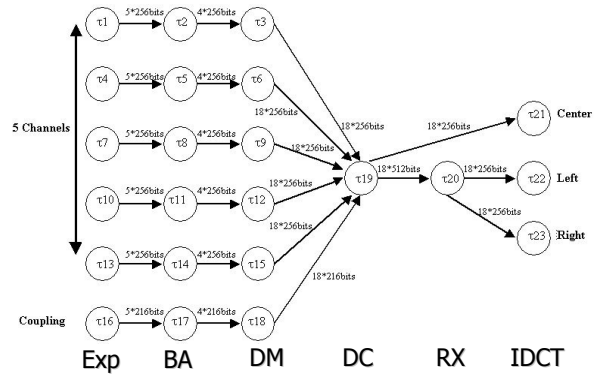 τ1 5*256bits τ2 4*256bits τ3
τ4 5*256bits τ5 4*256bits τ6
18*256bits
18*256bits 18*256bits τ21 Center
5 Channels
τ7 5*256bits τ8 4*256bits τ9
18*256bits
τ19 18*512bits τ20 18*256bits τ22 Left
18*256bits
τ10 5*256bits τ11 4*256bits τ12
18*256bits
18*256bits
τ23 Right
τ13 5*256bits τ14 4*256bits τ15
18*216bits
Coupling τ16 5*216bits τ17 4*216bits τ18
Exp BA DM DC RX IDCT